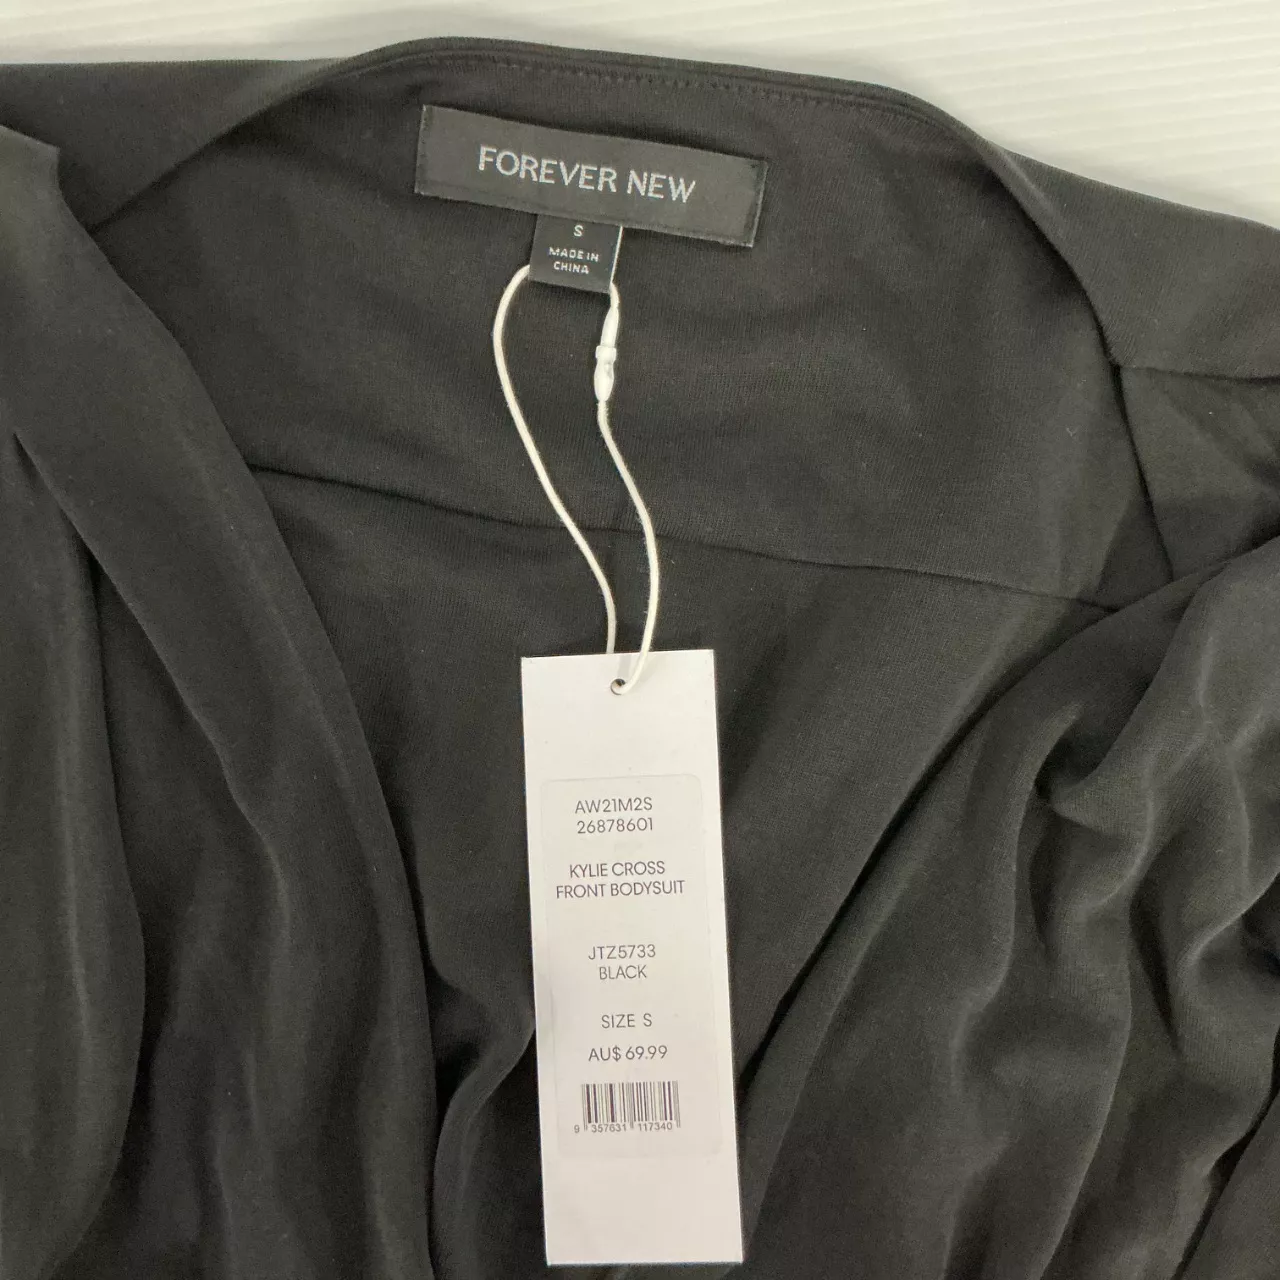 FOREVER NEW
S
MADE IN
CHINA
AW21M2S
26878601
KYLIE CROSS
FRONT BODYSUIT
JTZ5733
BLACK
SIZE S
AU$ 69.99
9 357631 117340